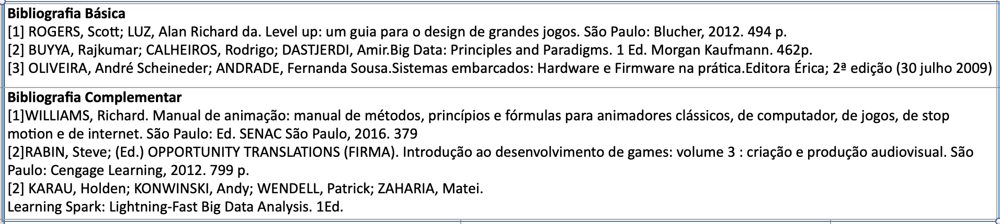 Bibliografia Básica
[1] ROGERS, Scott; LUZ, Alan Richard da. Level up: um guia para o design de grandes jogos. São Paulo: Blucher, 2012. 494 p.
[2] BUYYA, Rajkumar; CALHEIROS, Rodrigo; DASTJERDI, Amir.Big Data: Principles and Paradigms. 1 Ed. Morgan Kaufmann. 462p.
[3] OLIVEIRA, André Scheineder; ANDRADE, Fernanda Sousa.Sistemas embarcados: Hardware e Firmware na prática.Editora Érica; 2ª edição (30 julho 2009)
Bibliografia Complementar
[1]WILLIAMS, Richard. Manual de animação: manual de métodos, princípios e fórmulas para animadores clássicos, de computador, de jogos, de stop
motion e de internet. São Paulo: Ed. SENAC São Paulo, 2016. 379
[2]RABIN, Steve; (Ed.) OPPORTUNITY TRANSLATIONS (FIRMA). Introdução ao desenvolvimento de games: volume 3 : criação e produção audiovisual. São
Paulo: Cengage Learning, 2012. 799 p.
[2] KARAU, Holden; KONWINSKI, Andy; WENDELL, Patrick; ZAHARIA, Matei.
Learning Spark: Lightning-Fast Big Data Analysis. 1Ed.